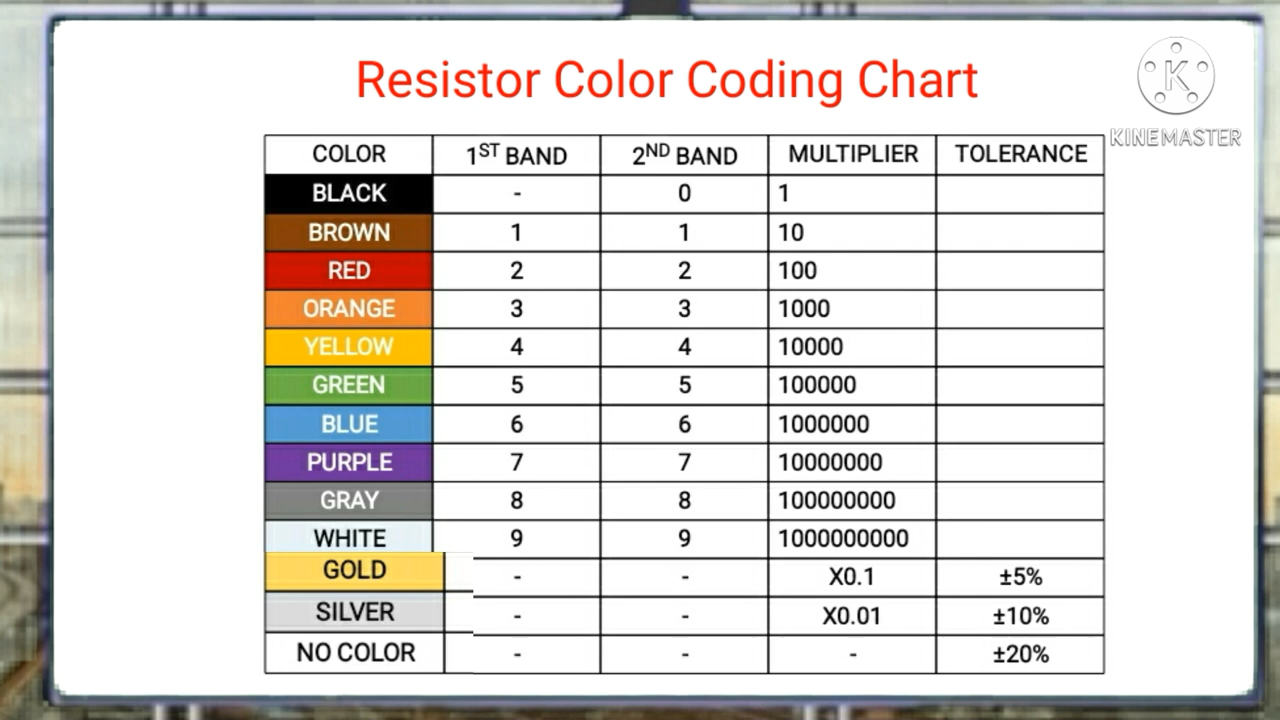 Resistor Color Coding Chart
K
KINEMASTER
COLOR 1ST BAND 2ND BAND MULTIPLIER TOLERANCE
BLACK - 0 1
BROWN 1 1 10
RED 2 2 100
ORANGE 3 3 1000
YELLOW 4 4 10000
GREEN 5 5 100000
BLUE 6 6 1000000
PURPLE 7 7 10000000
GRAY 8 8 100000000
WHITE 9 9 1000000000
GOLD - - X0.1 ±5%
SILVER - - X0.01 ±10%
NO COLOR - - - ±20%